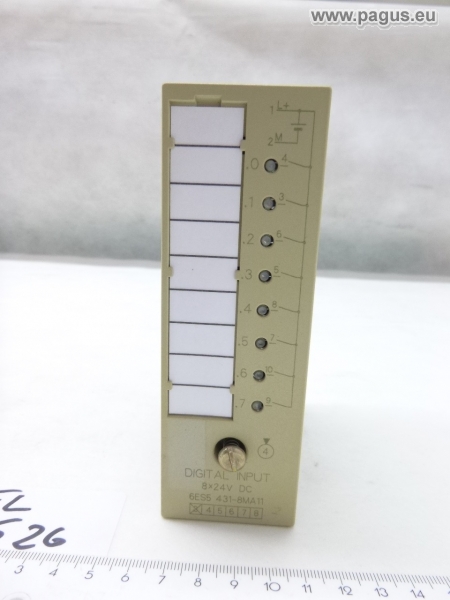 www.pagus.eu
1 L+
2 M
.0 4
.1 3
.2 6
.3 5
.4 8
.5 7
.6 10
.7 9
4
DIGITAL INPUT
8×24V DC
6ES5 431-8MA11
4 5 6 7 8
626
3 4 5 6 7 8 9 10 11 12 13 14